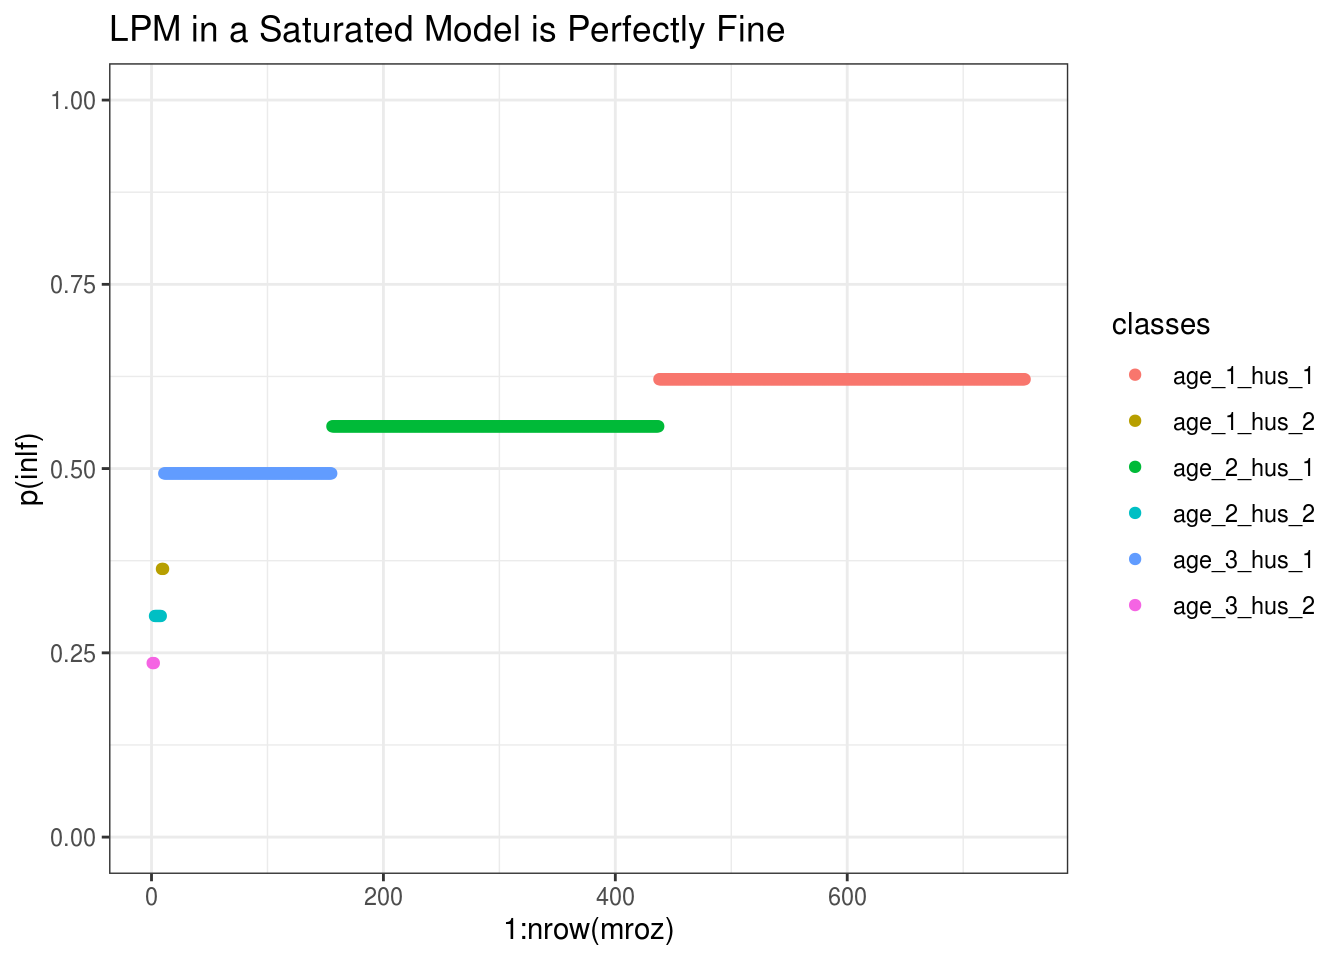 LPM in a Saturated Model is Perfectly Fine
1.00
0.75
0.50
0.25
0.00
p(inlf)
0 200 400 600
1:nrow(mroz)
classes
age_1_hus_1
age_1_hus_2
age_2_hus_1
age_2_hus_2
age_3_hus_1
age_3_hus_2